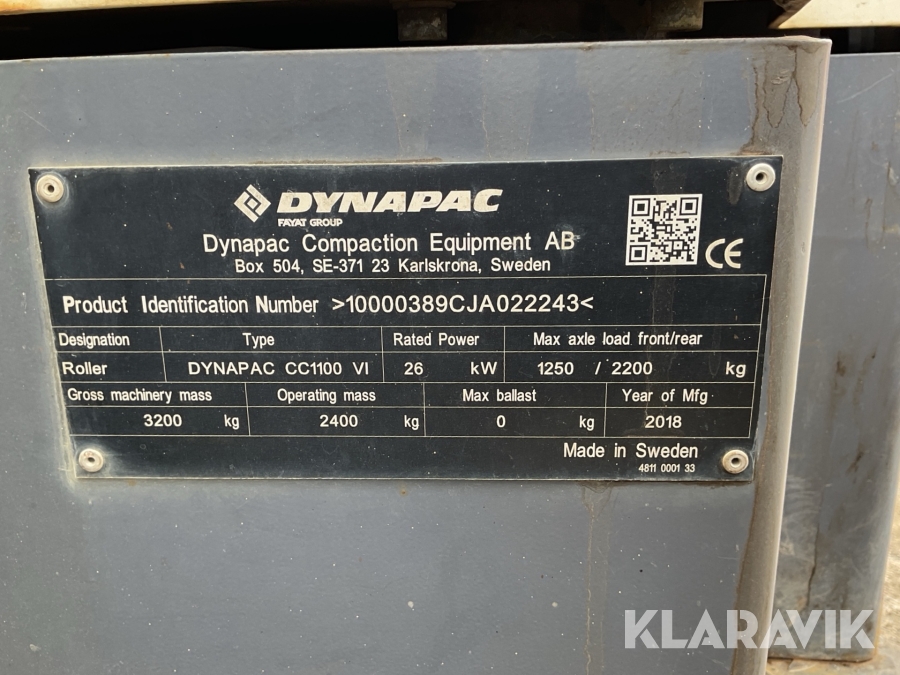 DYNAPAC
FAYAT GROUP
Dynapac Compaction Equipment AB
Box 504, SE-371 23 Karlskrona, Sweden
CE
Product Identification Number >10000389CJA022243<
Designation Type Rated Power Max axle load front/rear
Roller DYNAPAC CC1100 VI 26 kW 1250 / 2200 kg
Gross machinery mass Operating mass Max ballast Year of Mfg
3200 kg 2400 kg 0 kg 2018
Made in Sweden
4811 0001 33
KLARAVIK